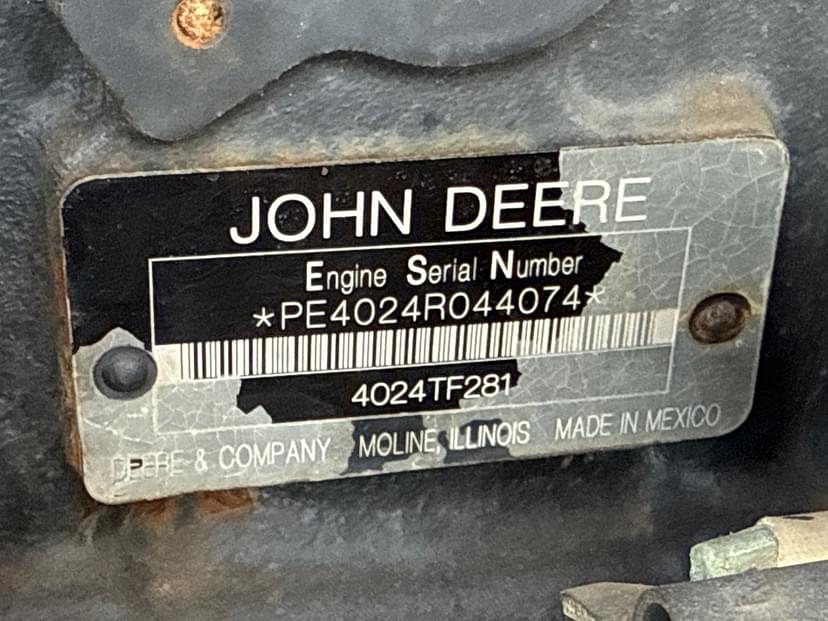 JOHN DEERE
Engine Serial Number
*PE4024R044074*
4024TF281
DEERE & COMPANY MOLINE, ILLINOIS MADE IN MEXICO